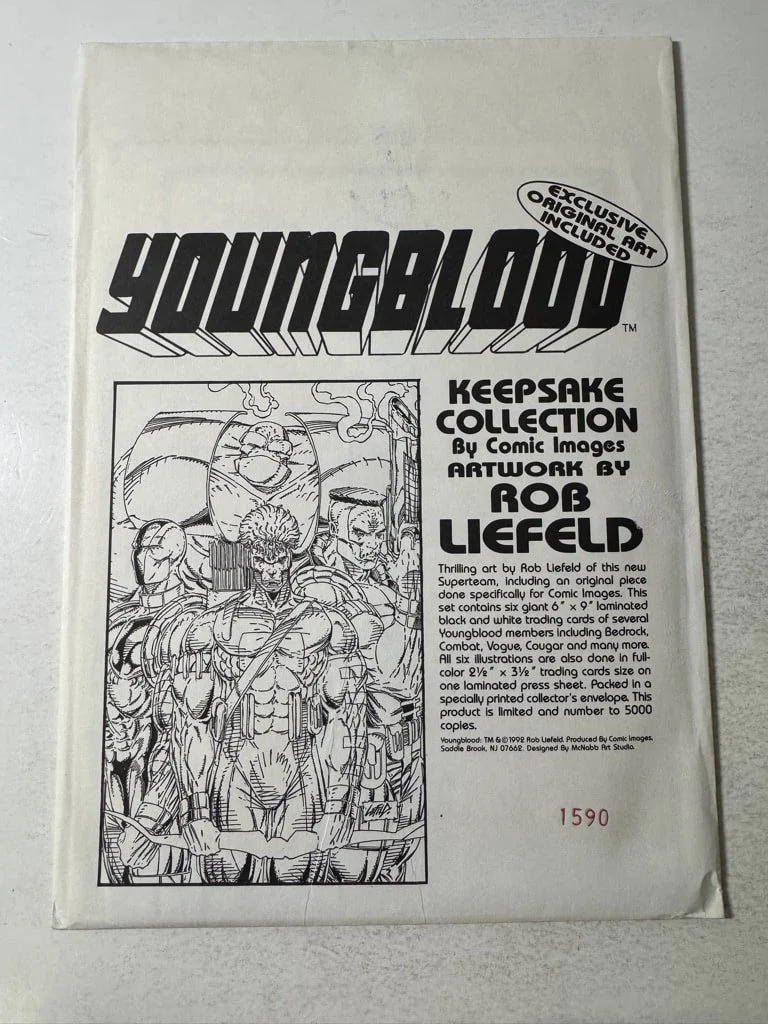 EXCLUSIVE
ORIGINAL ART
INCLUDED
YOUNGBLOOD
TM
KEEPSAKE
COLLECTION
By Comic Images
ARTWORK BY
ROB
LIEFELD
Thrilling art by Rob Liefeld of this new
Superteam, including an original piece
done specifically for Comic Images. This
set contains six giant 6" x 9" laminated
black and white trading cards of several
Youngblood members including Bedrock,
Combat, Vogue, Cougar and many more.
All six illustrations are also done in full-
color 2½" x 3½" trading cards size on
one laminated press sheet. Packed in a
specially printed collector's envelope. This
product is limited and number to 5000
copies.
Youngblood: TM & © 1992 Rob Liefeld. Produced By Comic Images,
Saddle Brook, NJ 07662. Designed By McNabb Art Studio.
1590